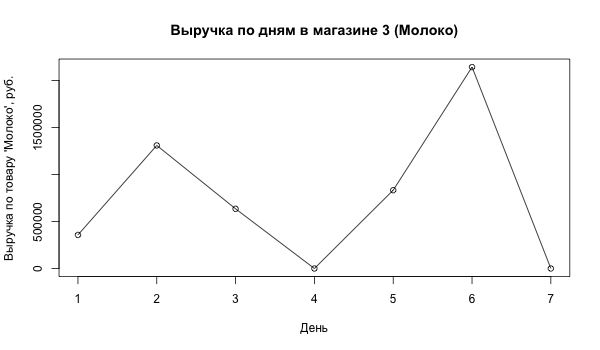 Выручка по дням в магазине 3 (Молоко)
Выручка по товару 'Молоко', руб.
1500000
500000
0
1 2 3 4 5 6 7
День